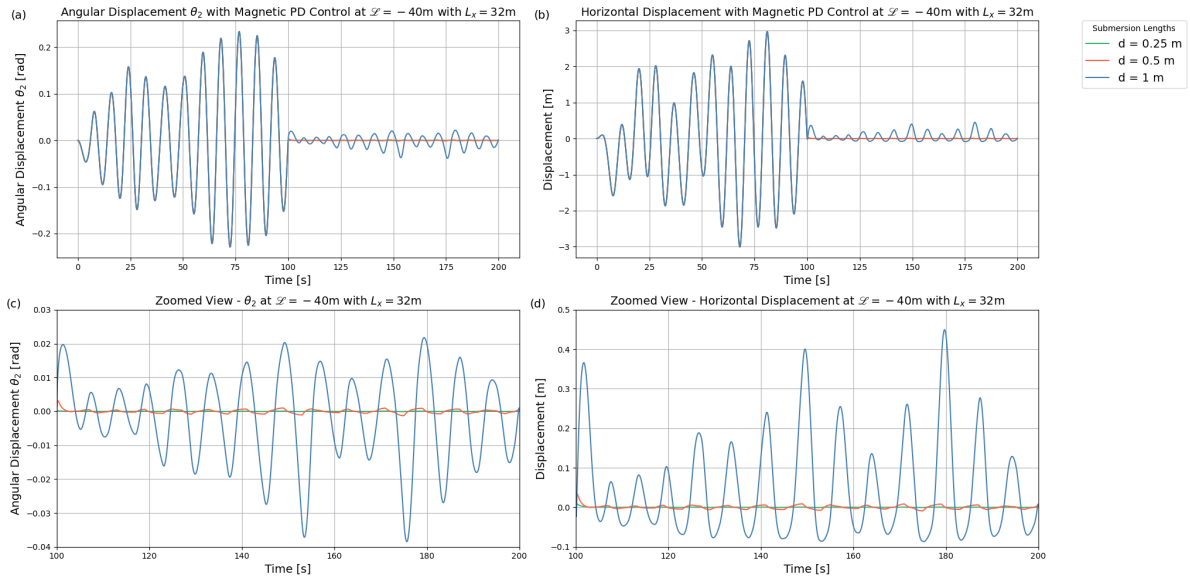 (a)
Angular Displacement θ₂ with Magnetic PD Control at ℒ = −40m with Lₓ = 32m
Angular Displacement θ₂ [rad]
0.2
0.1
0.0
−0.1
−0.2
0 25 50 75 100 125 150 175 200
Time [s]
(b)
Horizontal Displacement with Magnetic PD Control at ℒ = −40m with Lₓ = 32m
Displacement [m]
3
2
1
0
−1
−2
−3
0 25 50 75 100 125 150 175 200
Time [s]
Submersion Lengths
d = 0.25 m
d = 0.5 m
d = 1 m
(c)
Zoomed View - θ₂ at ℒ = −40m with Lₓ = 32m
Angular Displacement θ₂ [rad]
0.03
0.02
0.01
0.00
−0.01
−0.02
−0.03
−0.04
100 120 140 160 180 200
Time [s]
(d)
Zoomed View - Horizontal Displacement at ℒ = −40m with Lₓ = 32m
Displacement [m]
0.5
0.4
0.3
0.2
0.1
0.0
−0.1
100 120 140 160 180 200
Time [s]